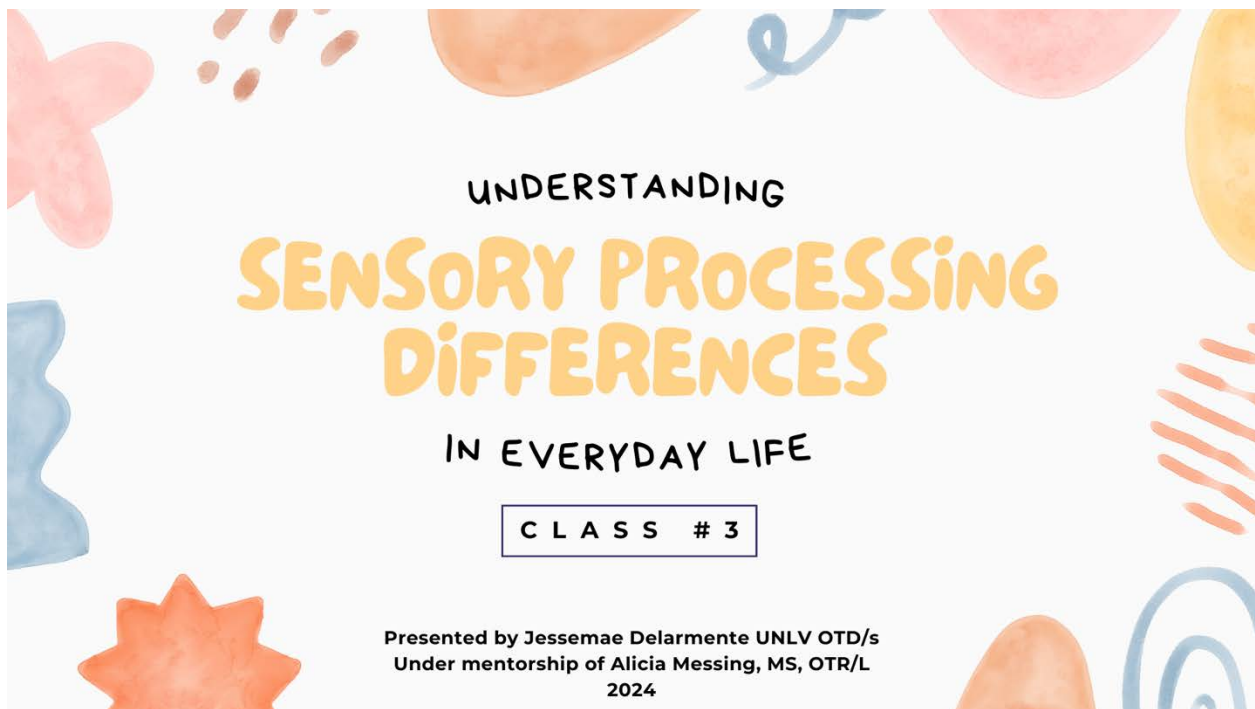 UNDERSTANDING
SENSORY PROCESSING
DIFFERENCES
IN EVERYDAY LIFE
CLASS #3
Presented by Jessemae Delarmente UNLV OTD/s
Under mentorship of Alicia Messing, MS, OTR/L
2024